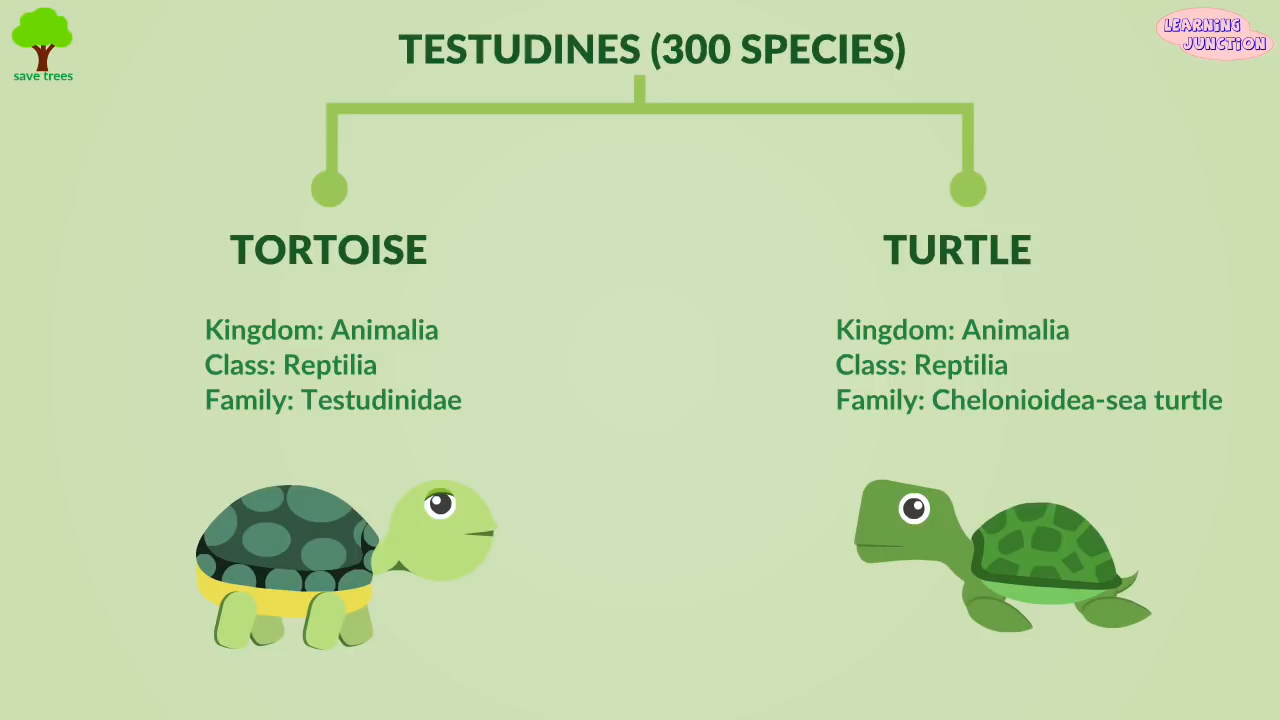 save trees
TESTUDINES (300 SPECIES)
LEARNING
JUNCTION
TORTOISE
Kingdom: Animalia
Class: Reptilia
Family: Testudinidae
TURTLE
Kingdom: Animalia
Class: Reptilia
Family: Chelonioidea-sea turtle